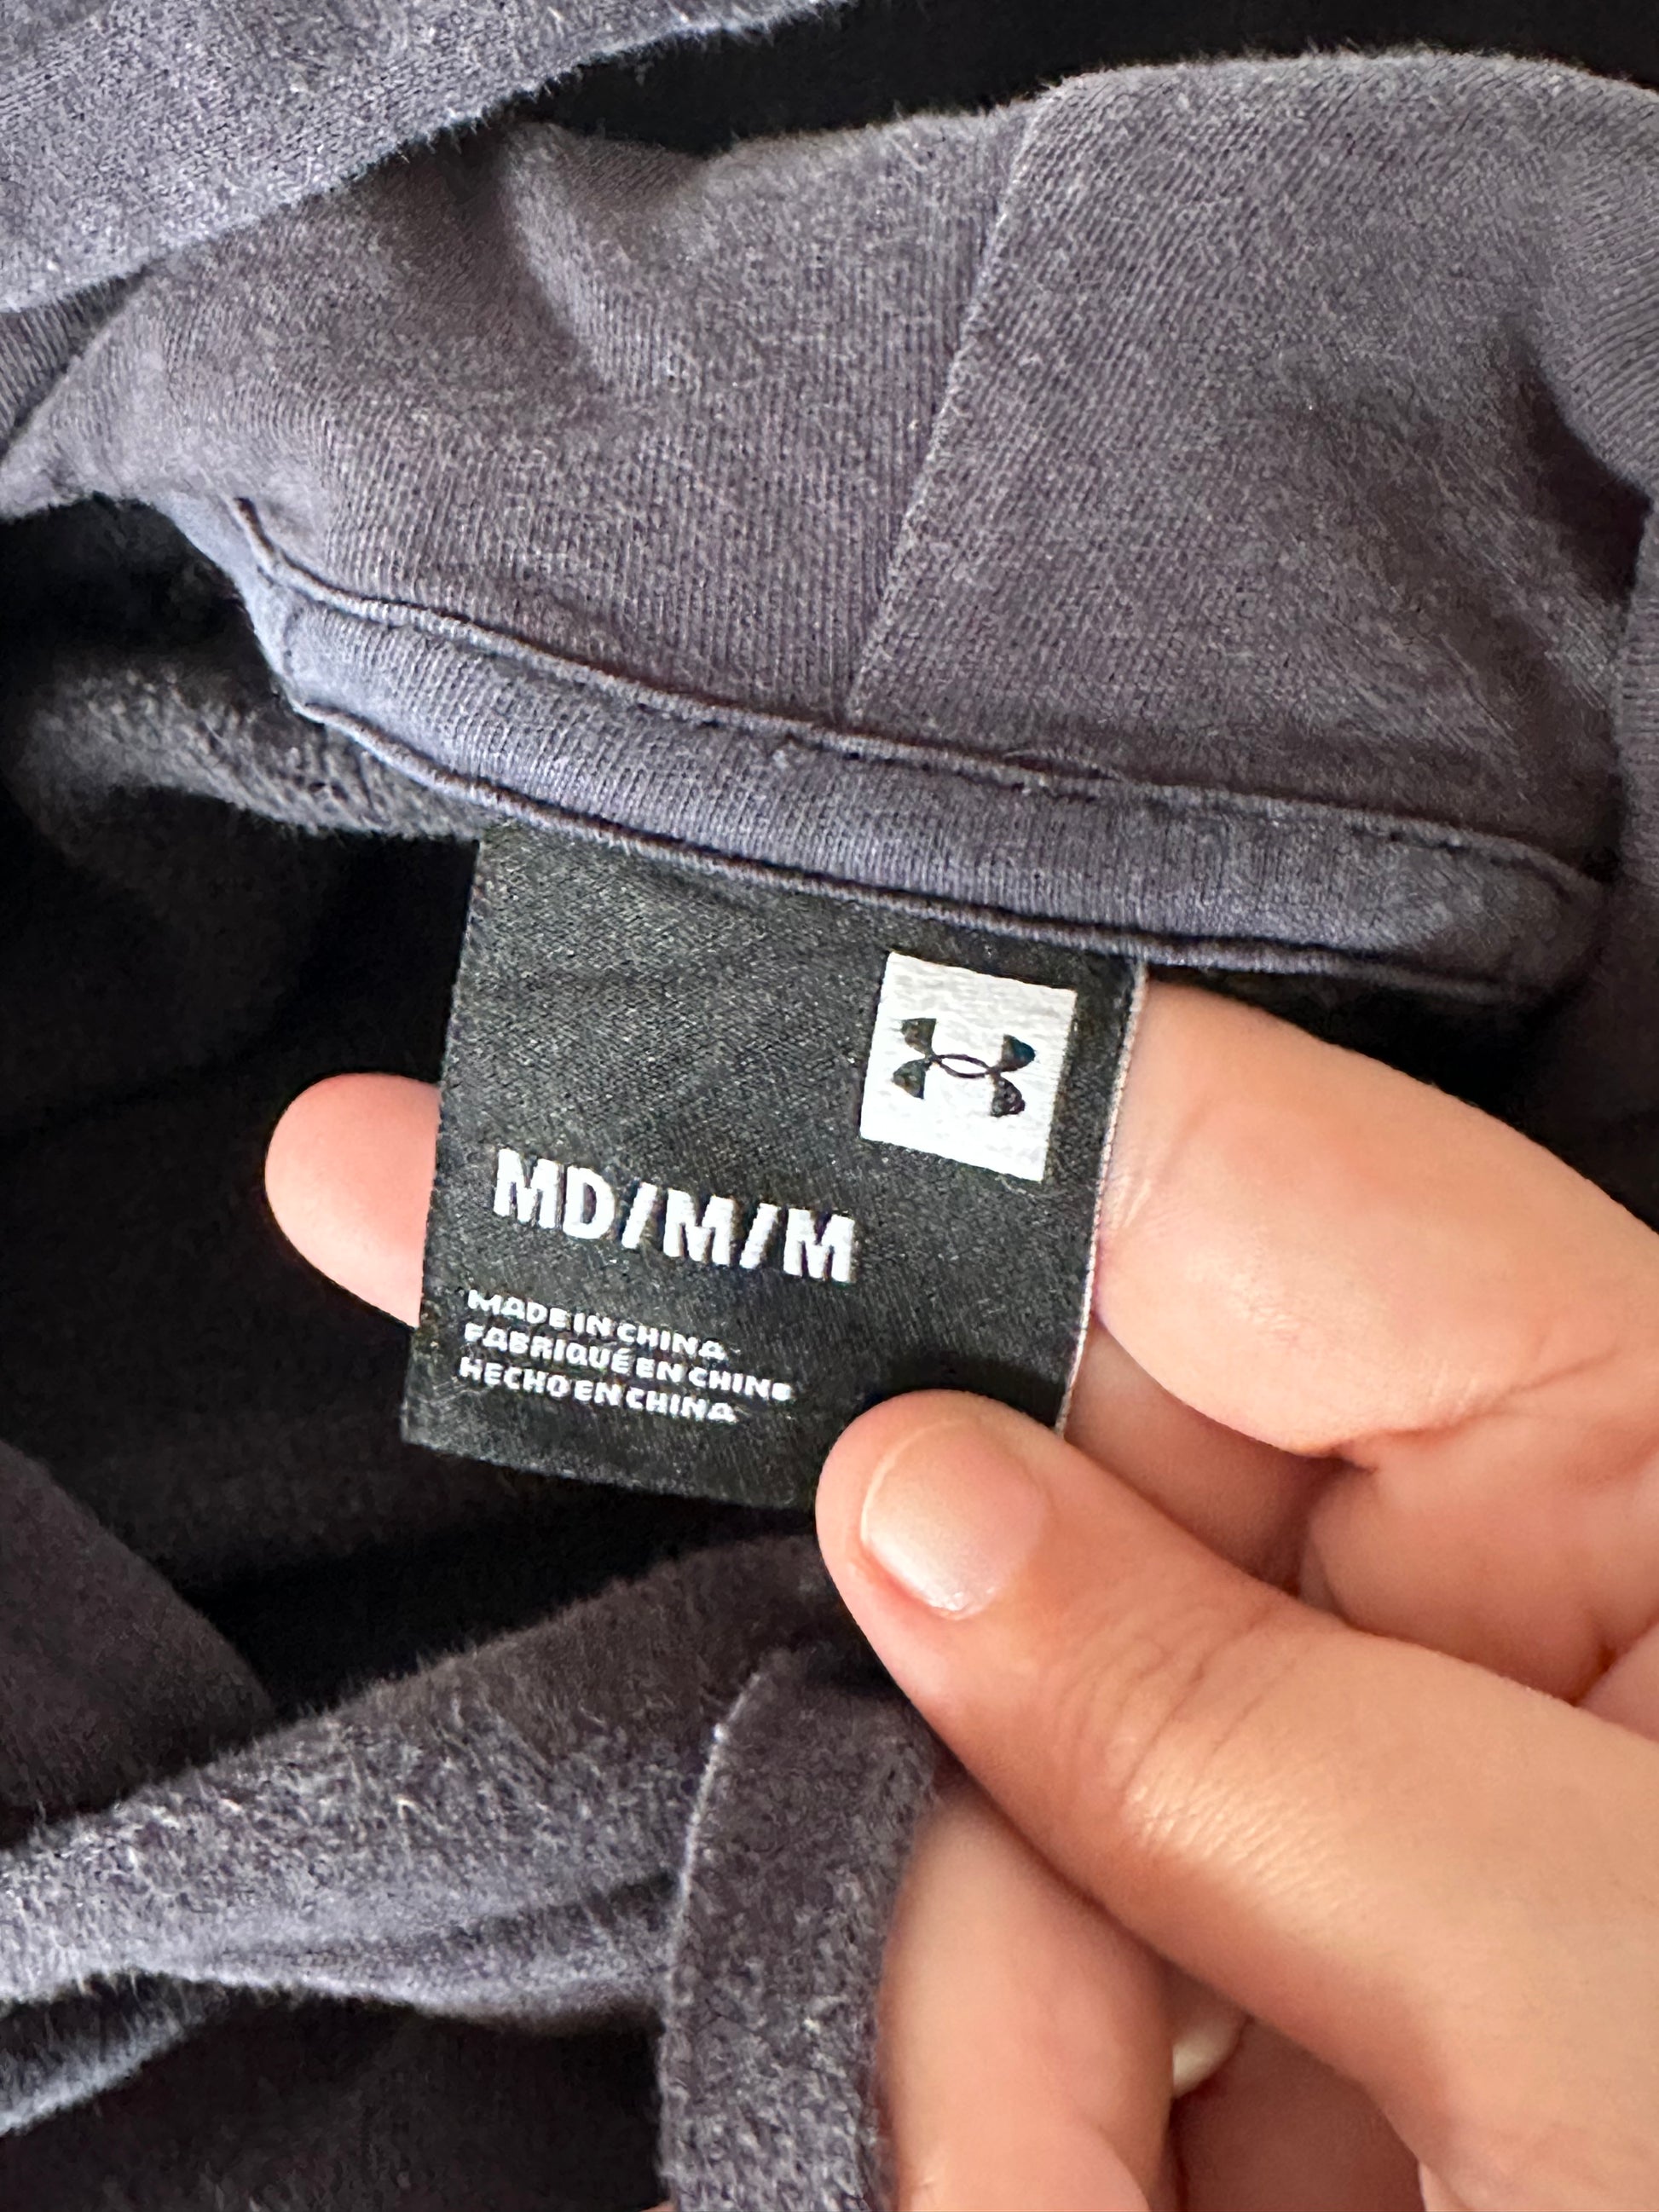 MD/M/M
MADE IN CHINA
FABRIQUÉ EN CHINE
HECHO EN CHINA